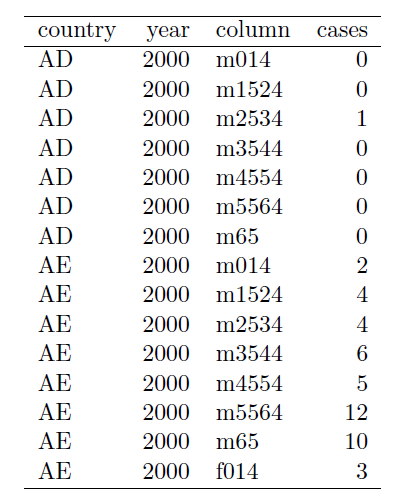 country year column cases
AD 2000 m014 0
AD 2000 m1524 0
AD 2000 m2534 1
AD 2000 m3544 0
AD 2000 m4554 0
AD 2000 m5564 0
AD 2000 m65 0
AE 2000 m014 2
AE 2000 m1524 4
AE 2000 m2534 4
AE 2000 m3544 6
AE 2000 m4554 5
AE 2000 m5564 12
AE 2000 m65 10
AE 2000 f014 3